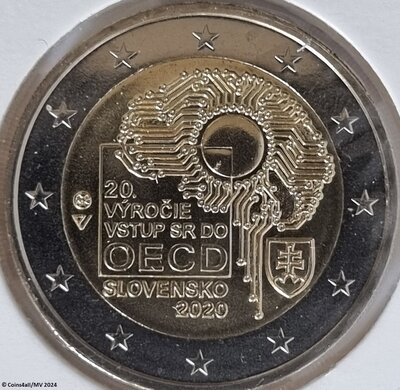 20.
VÝROČIE
VSTUP SR DO
OECD
SLOVENSKO
2020
© Coins4all/MV 2024